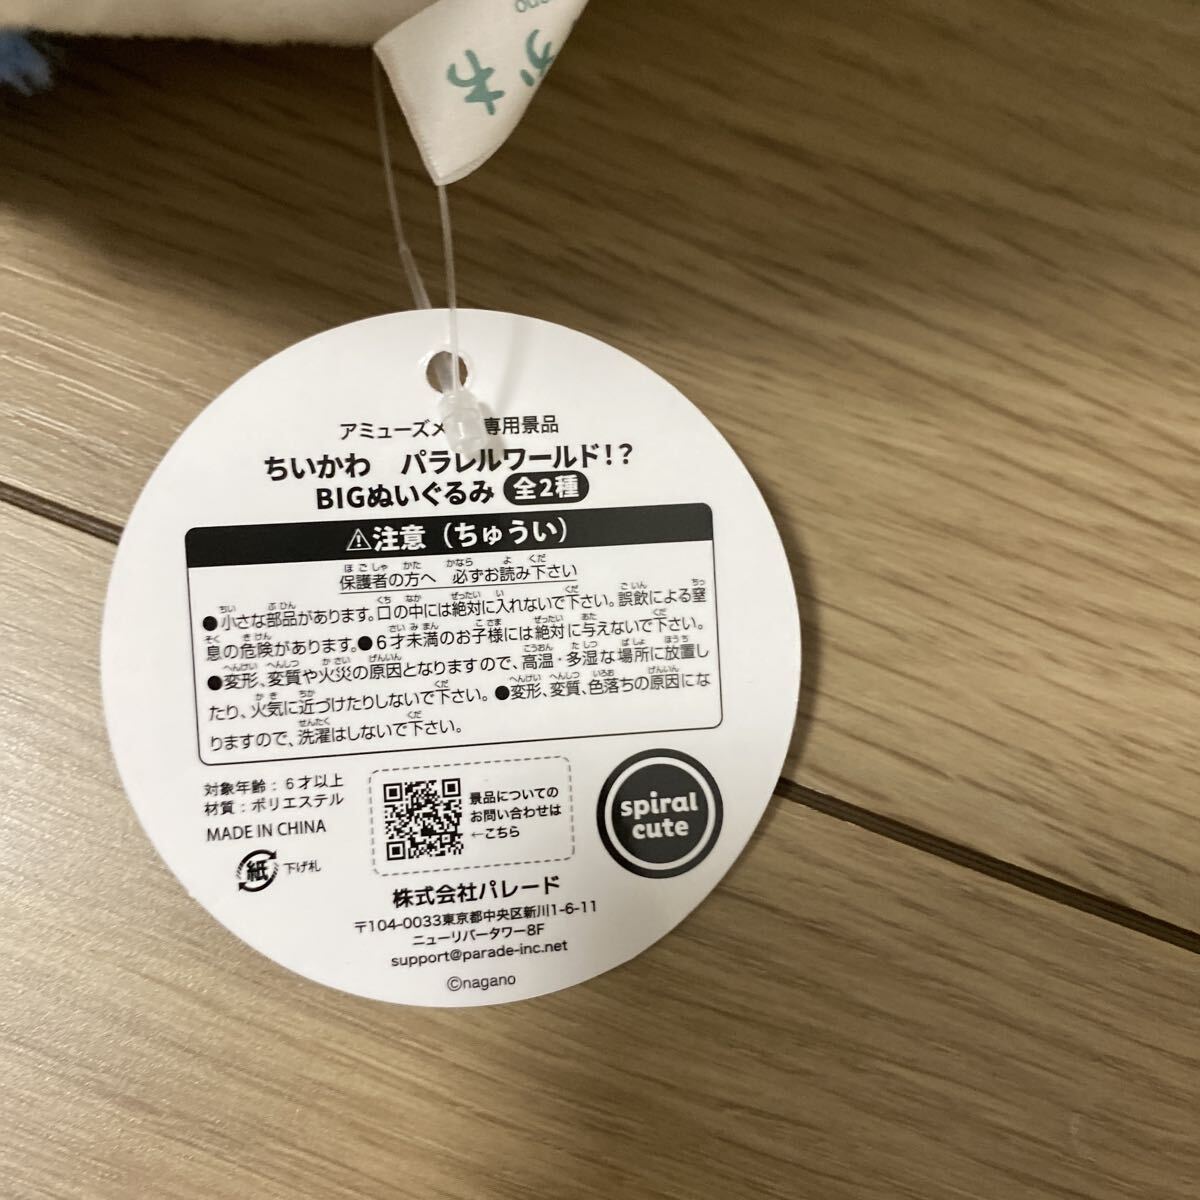 かわ
アミューズメ 専用景品
ちいかわ パラレルワールド!?
BIGぬいぐるみ 全2種
⚠注意(ちゅうい)
保護者の方へ 必ずお読み下さい
●小さな部品があります。口の中には絶対に入れないで下さい。誤飲による窒
息の危険があります。●6才未満のお子様には絶対に与えないで下さい。
●変形、変質や火災の原因となりますので、高温・多湿な場所に放置し
たり、火気に近づけたりしないで下さい。●変形、変質、色落ちの原因にな
りますので、洗濯はしないで下さい。
対象年齢:6才以上
材質:ポリエステル
MADE IN CHINA
紙 下げ札
景品についての
お問い合わせは
←こちら
spiral
cute
株式会社パレード
〒104-0033東京都中央区新川1-6-11
ニューリバータワー8F
support@parade-inc.net
©nagano